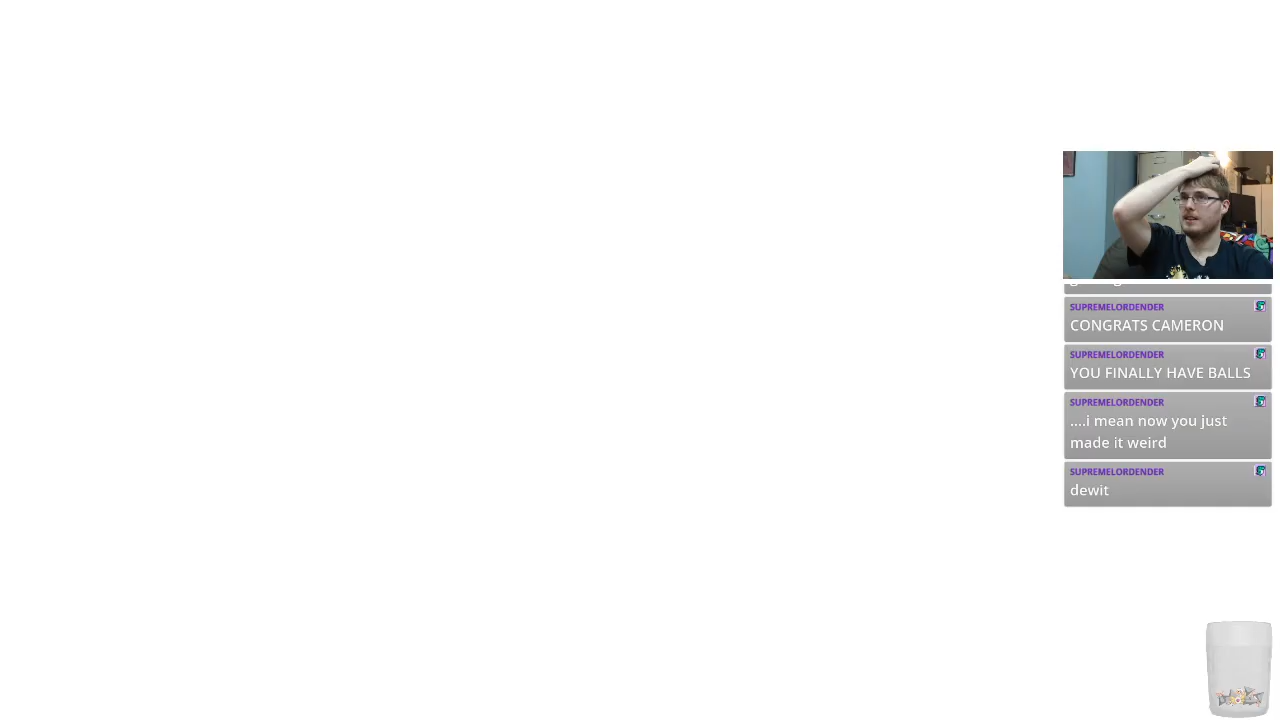 SUPREMELORDENDER
CONGRATS CAMERON
SUPREMELORDENDER
YOU FINALLY HAVE BALLS
SUPREMELORDENDER
....i mean now you just
made it weird
SUPREMELORDENDER
dewit